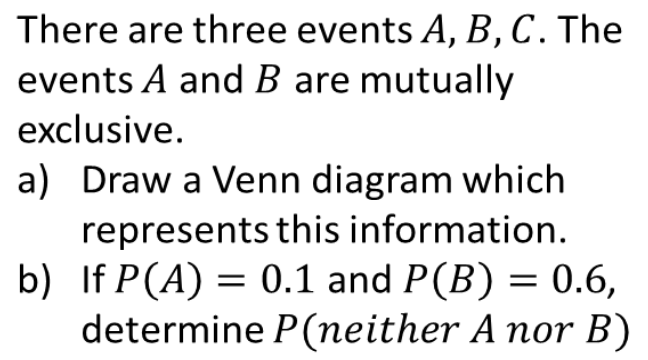 There are three events A, B, C. The
events A and B are mutually
exclusive.
a) Draw a Venn diagram which
represents this information.
b) If P(A) = 0.1 and P(B) = 0.6,
determine P(neither A nor B)